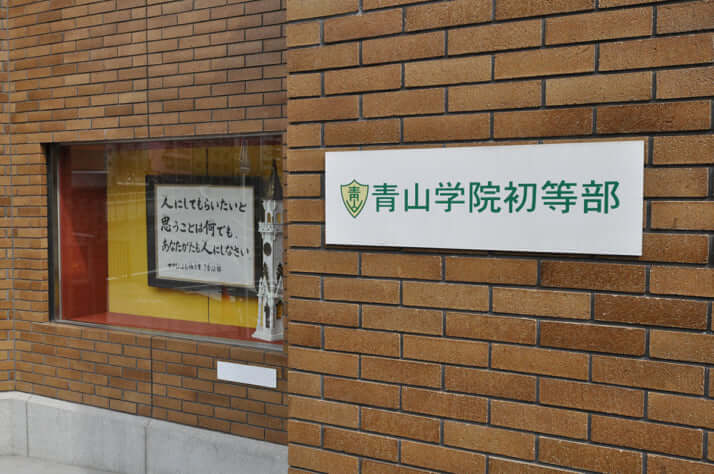 人にしてもらいたいと
思うことは何でも、
あなたがたも人にしなさい
青山学院初等部